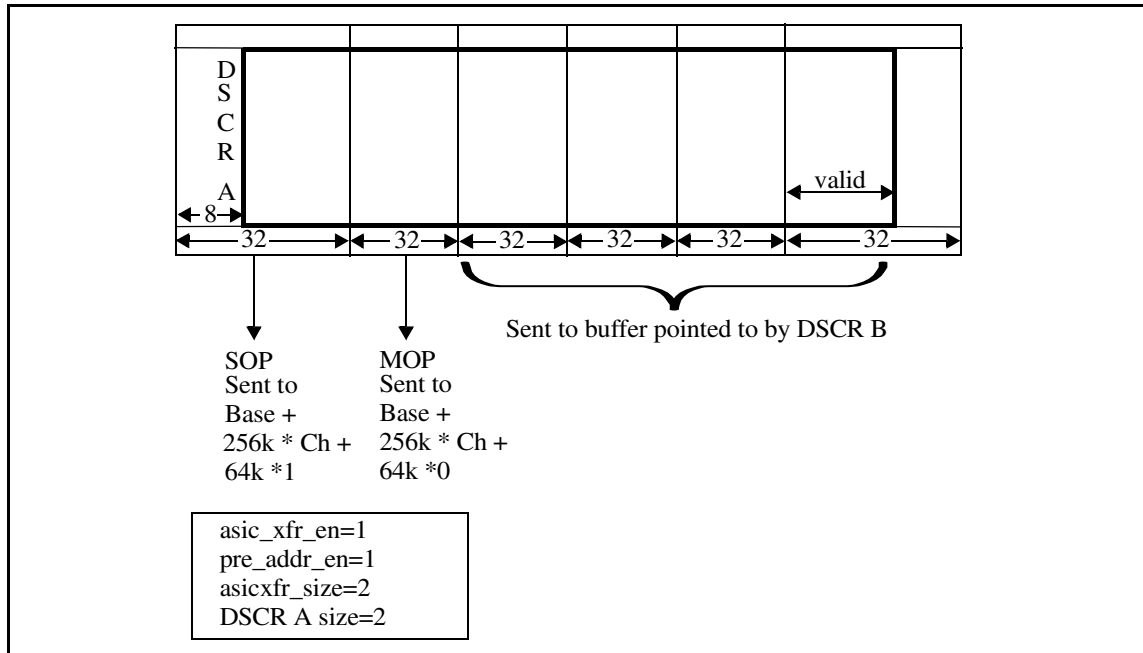 D
S
C
R
A
valid
8
32 32 32 32 32 32
Sent to buffer pointed to by DSCR B
SOP
Sent to
Base +
256k * Ch +
64k *1
MOP
Sent to
Base +
256k * Ch +
64k *0
asic_xfr_en=1
pre_addr_en=1
asicxfr_size=2
DSCR A size=2